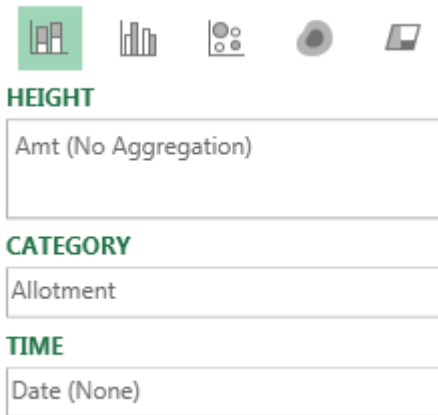 HEIGHT
Amt (No Aggregation)
CATEGORY
Allotment
TIME
Date (None)